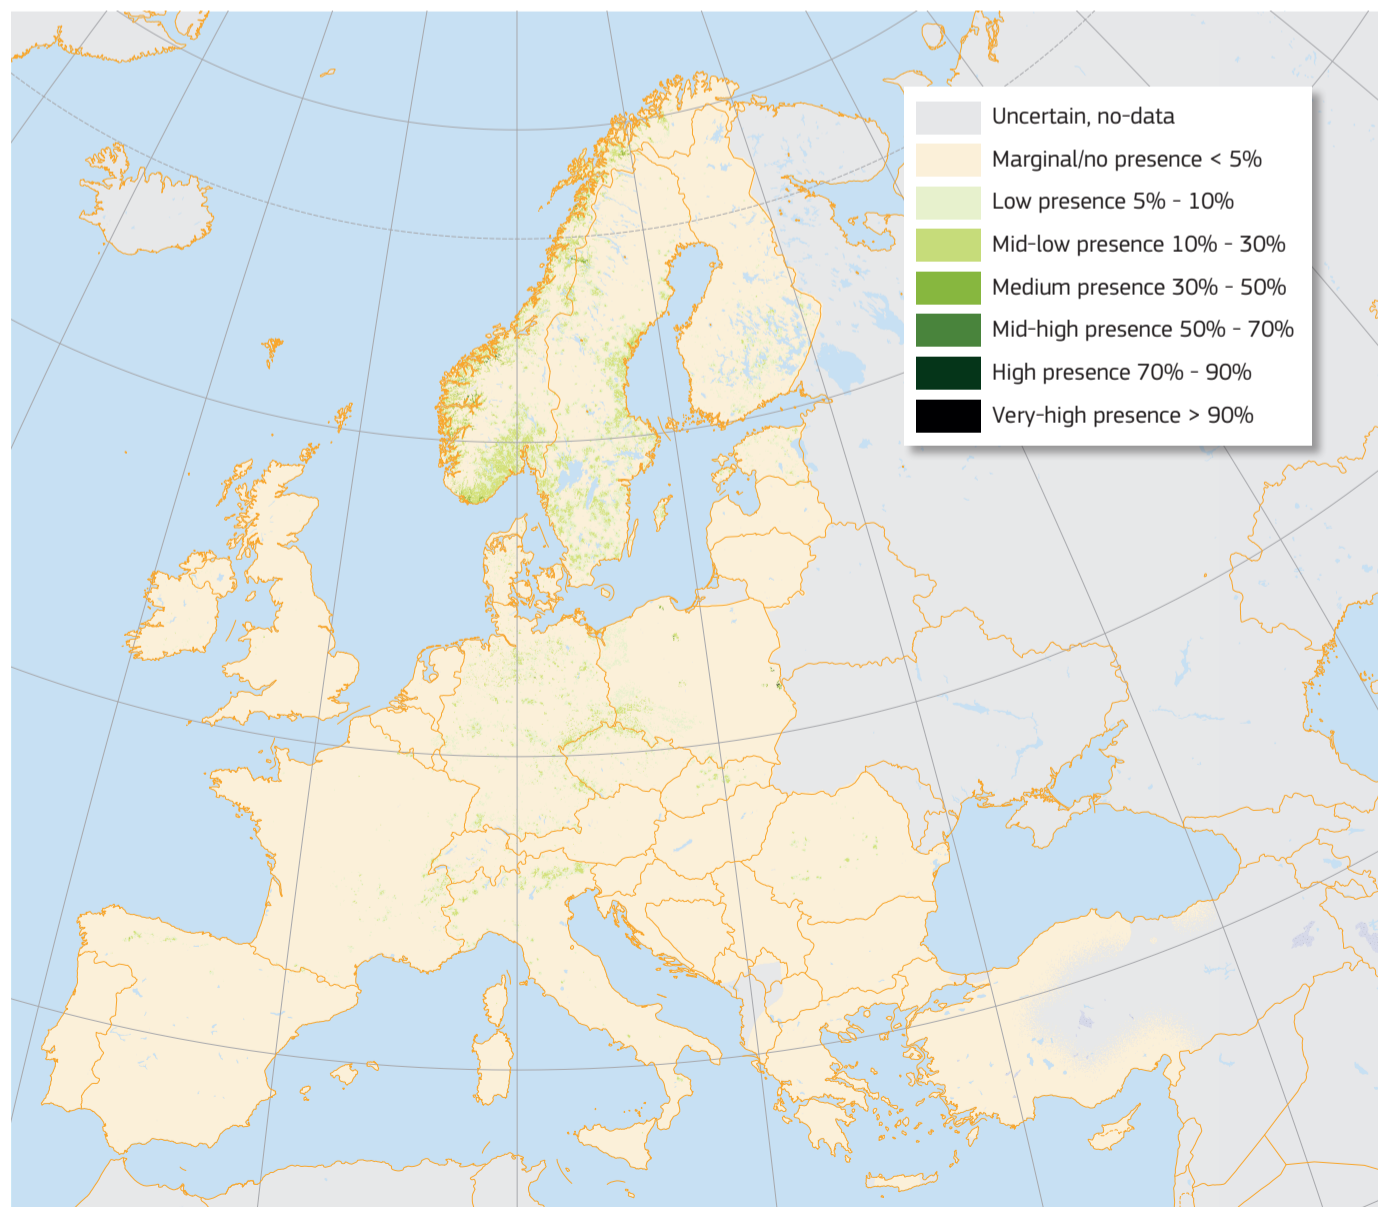 Uncertain, no-data
Marginal/no presence < 5%
Low presence 5% - 10%
Mid-low presence 10% - 30%
Medium presence 30% - 50%
Mid-high presence 50% - 70%
High presence 70% - 90%
Very-high presence > 90%